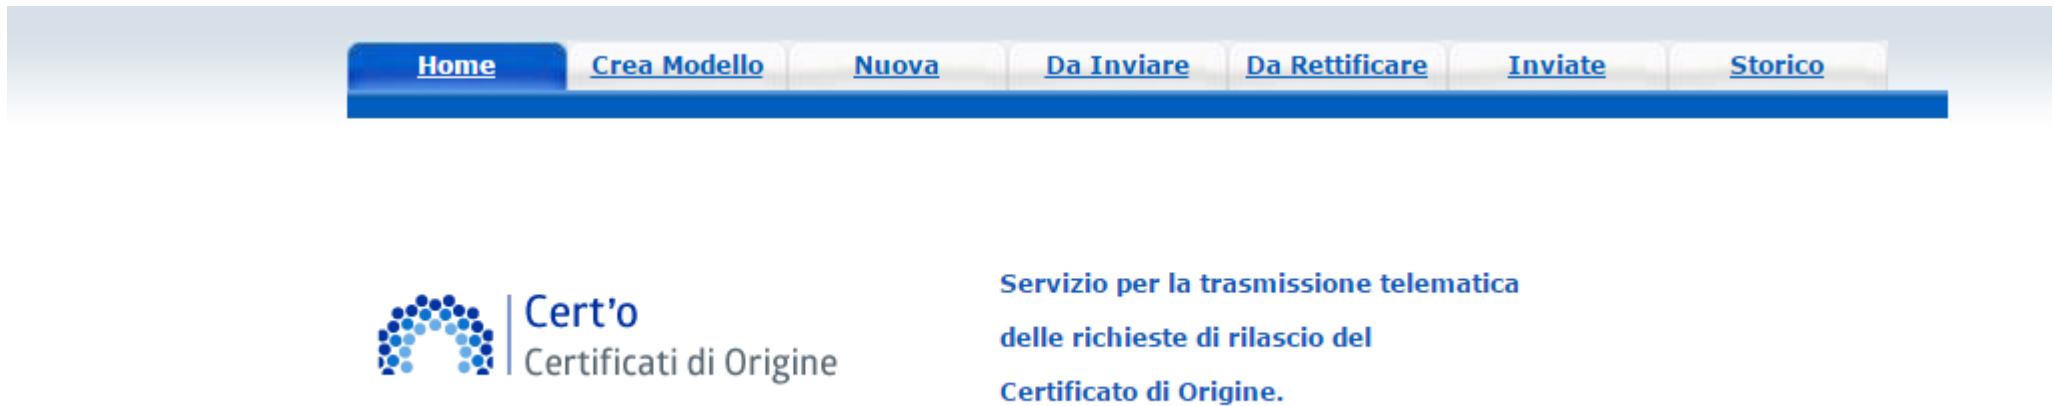 Home Crea Modello Nuova Da Inviare Da Rettificare Inviate Storico
Cert'o
Certificati di Origine
Servizio per la trasmissione telematica
delle richieste di rilascio del
Certificato di Origine.